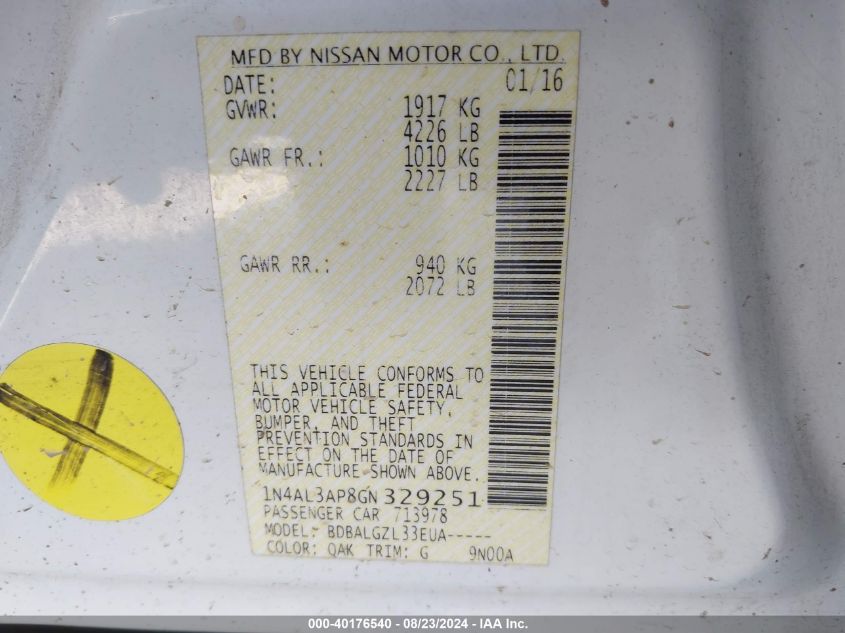 MFD BY NISSAN MOTOR CO., LTD.
DATE: 01/16
GVWR: 1917 KG
4226 LB
GAWR FR.: 1010 KG
2227 LB
GAWR RR.: 940 KG
2072 LB
THIS VEHICLE CONFORMS TO
ALL APPLICABLE FEDERAL
MOTOR VEHICLE SAFETY,
BUMPER, AND THEFT
PREVENTION STANDARDS IN
EFFECT ON THE DATE OF
MANUFACTURE SHOWN ABOVE.
1N4AL3AP8GN329251
PASSENGER CAR 713978
MODEL: BDBALGZL33EUA-----
COLOR: QAK TRIM: G 9N00A
000-40176540 - 08/23/2024 - IAA Inc.